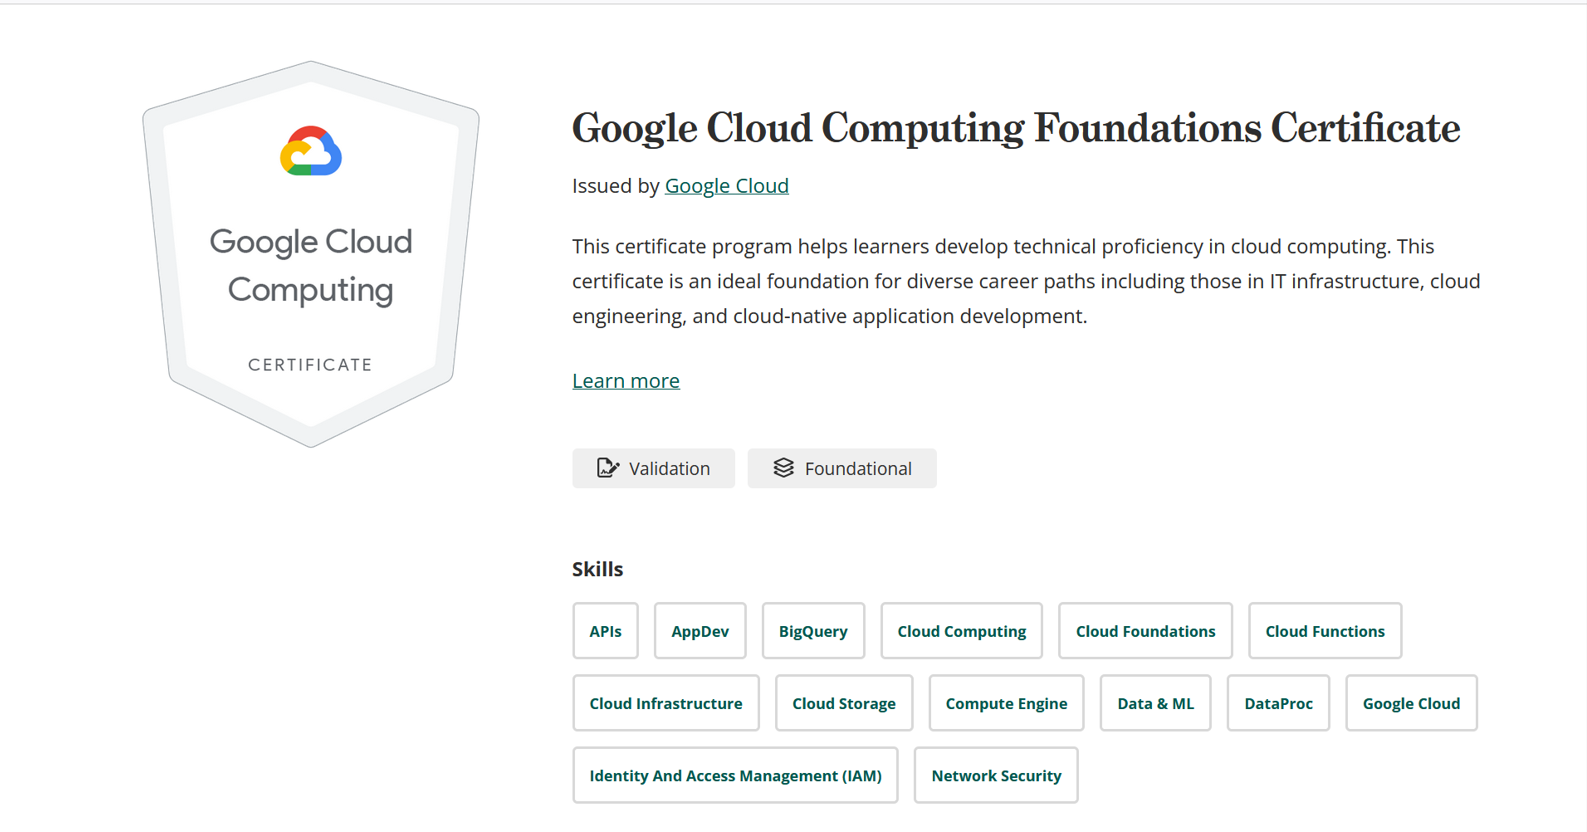 Google Cloud
Computing
CERTIFICATE
Google Cloud Computing Foundations Certificate
Issued by Google Cloud
This certificate program helps learners develop technical proficiency in cloud computing. This
certificate is an ideal foundation for diverse career paths including those in IT infrastructure, cloud
engineering, and cloud-native application development.
Learn more
Validation Foundational
Skills
APIs AppDev BigQuery Cloud Computing Cloud Foundations Cloud Functions
Cloud Infrastructure Cloud Storage Compute Engine Data & ML DataProc Google Cloud
Identity And Access Management (IAM) Network Security